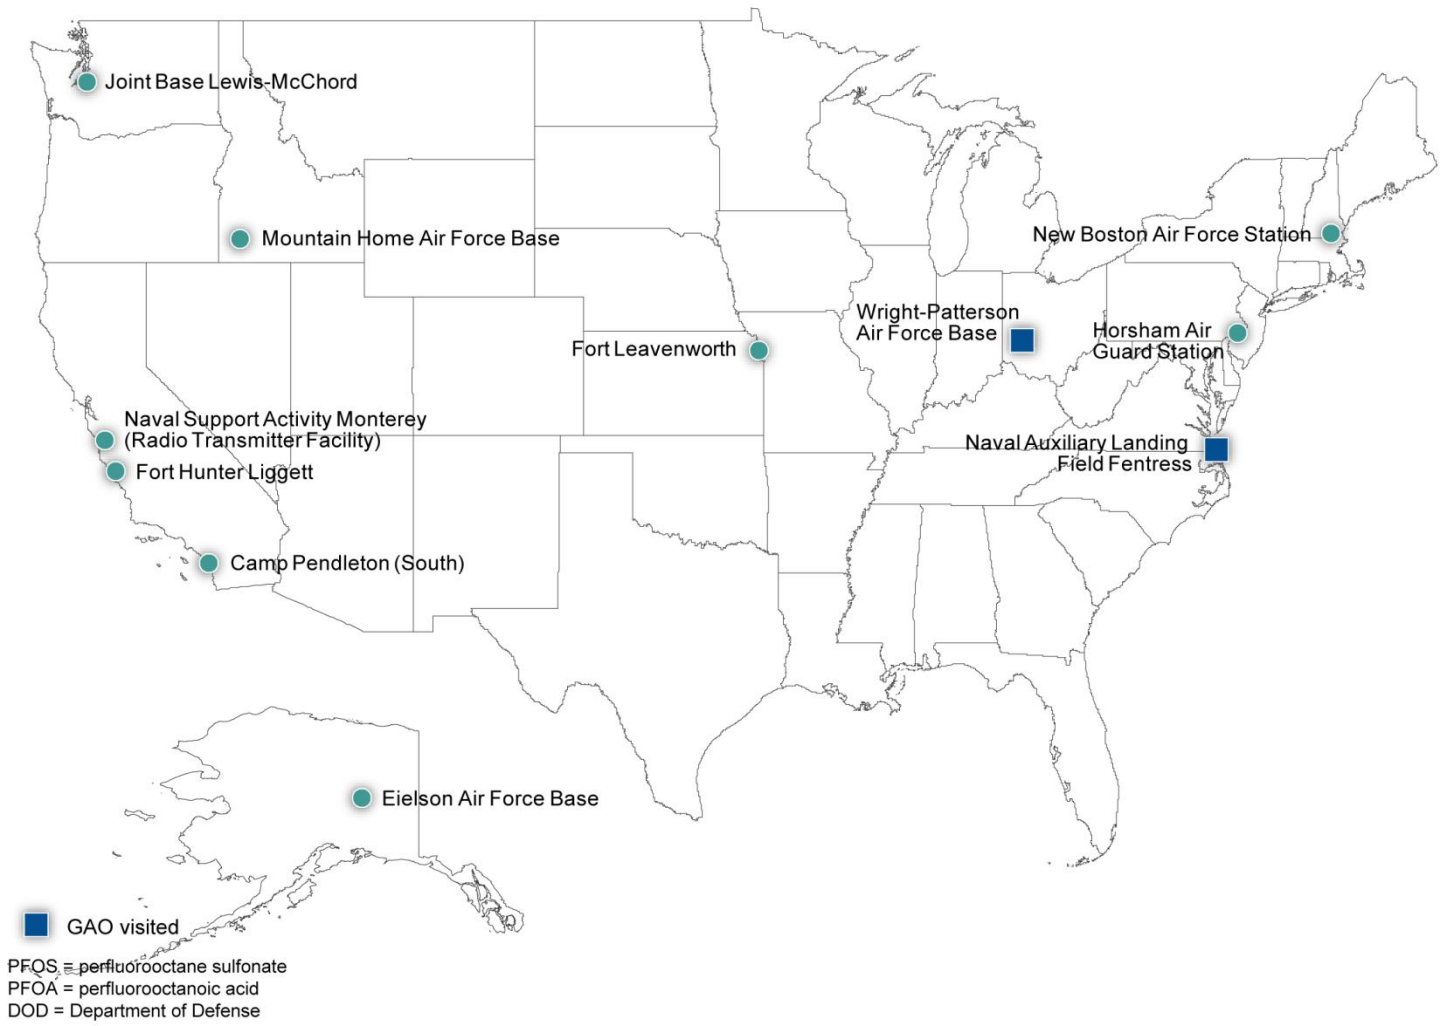 Joint Base Lewis-McChord
Mountain Home Air Force Base
New Boston Air Force Station
Wright-Patterson
Air Force Base
Horsham Air
Guard Station
Fort Leavenworth
Naval Support Activity Monterey
(Radio Transmitter Facility)
Naval Auxiliary Landing
Field Fentress
Fort Hunter Liggett
Camp Pendleton (South)
Eielson Air Force Base
GAO visited
PFOS = perfluorooctane sulfonate
PFOA = perfluorooctanoic acid
DOD = Department of Defense